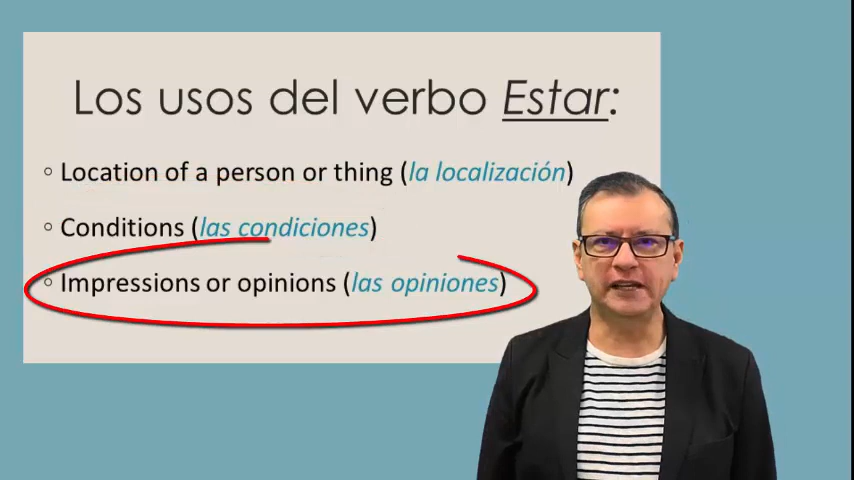 Los usos del verbo Estar:
◦ Location of a person or thing (la localización)
◦ Conditions (las condiciones)
◦ Impressions or opinions (las opiniones)